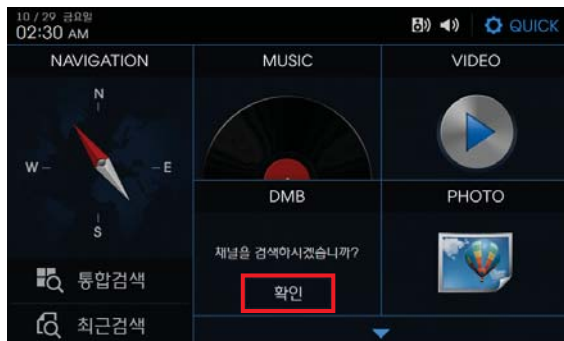 10 / 29 금요일
02:30 AM
QUICK
NAVIGATION
MUSIC
VIDEO
N
W
E
S
DMB
PHOTO
채널을 검색하시겠습니까?
확인
통합검색
최근검색